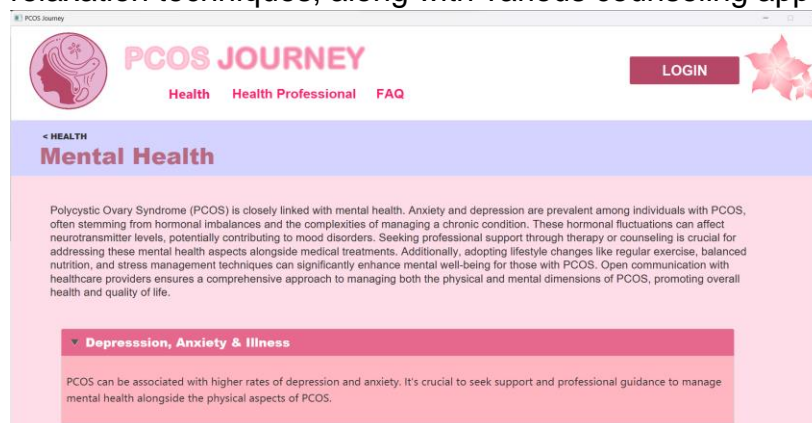 relaxation techniques, along with various counseling app
PCOS Journey
PCOS JOURNEY
Health Health Professional FAQ
LOGIN
< HEALTH
Mental Health
Polycystic Ovary Syndrome (PCOS) is closely linked with mental health. Anxiety and depression are prevalent among individuals with PCOS,
often stemming from hormonal imbalances and the complexities of managing a chronic condition. These hormonal fluctuations can affect
neurotransmitter levels, potentially contributing to mood disorders. Seeking professional support through therapy or counseling is crucial for
addressing these mental health aspects alongside medical treatments. Additionally, adopting lifestyle changes like regular exercise, balanced
nutrition, and stress management techniques can significantly enhance mental well-being for those with PCOS. Open communication with
healthcare providers ensures a comprehensive approach to managing both the physical and mental dimensions of PCOS, promoting overall
health and quality of life.
Depresssion, Anxiety & Illness
PCOS can be associated with higher rates of depression and anxiety. It's crucial to seek support and professional guidance to manage
mental health alongside the physical aspects of PCOS.